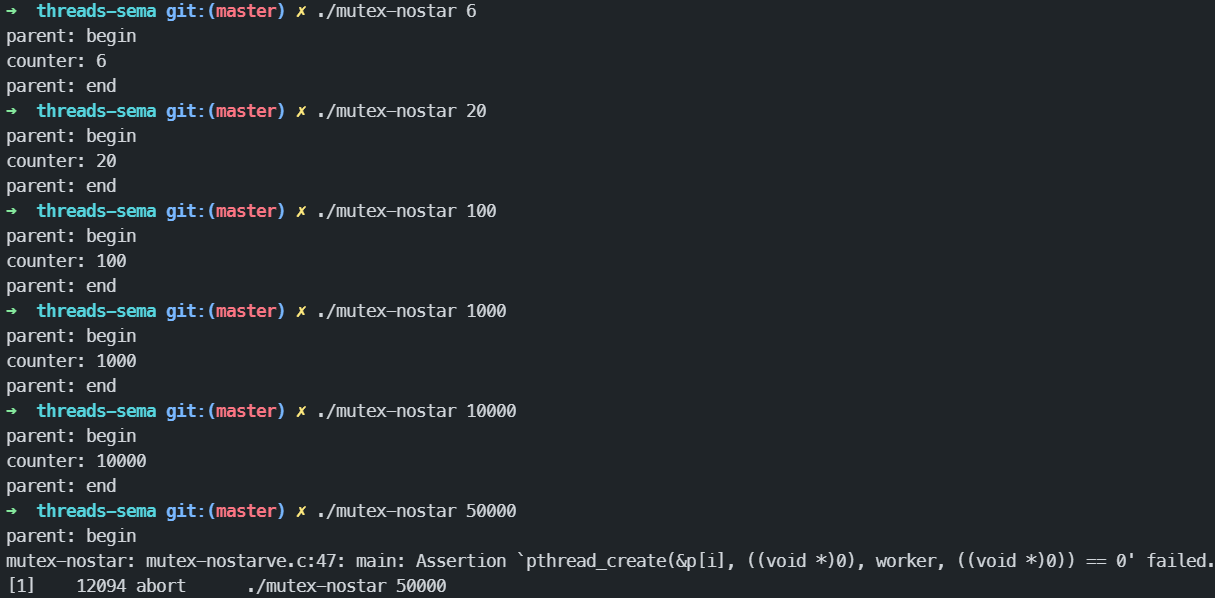 → threads-sema git:(master) ✗ ./mutex-nostar 6
parent: begin
counter: 6
parent: end
→ threads-sema git:(master) ✗ ./mutex-nostar 20
parent: begin
counter: 20
parent: end
→ threads-sema git:(master) ✗ ./mutex-nostar 100
parent: begin
counter: 100
parent: end
→ threads-sema git:(master) ✗ ./mutex-nostar 1000
parent: begin
counter: 1000
parent: end
→ threads-sema git:(master) ✗ ./mutex-nostar 10000
parent: begin
counter: 10000
parent: end
→ threads-sema git:(master) ✗ ./mutex-nostar 50000
parent: begin
mutex-nostar: mutex-nostarve.c:47: main: Assertion `pthread_create(&p[i], ((void *)0), worker, ((void *)0)) == 0' failed.
[1]    12094 abort      ./mutex-nostar 50000